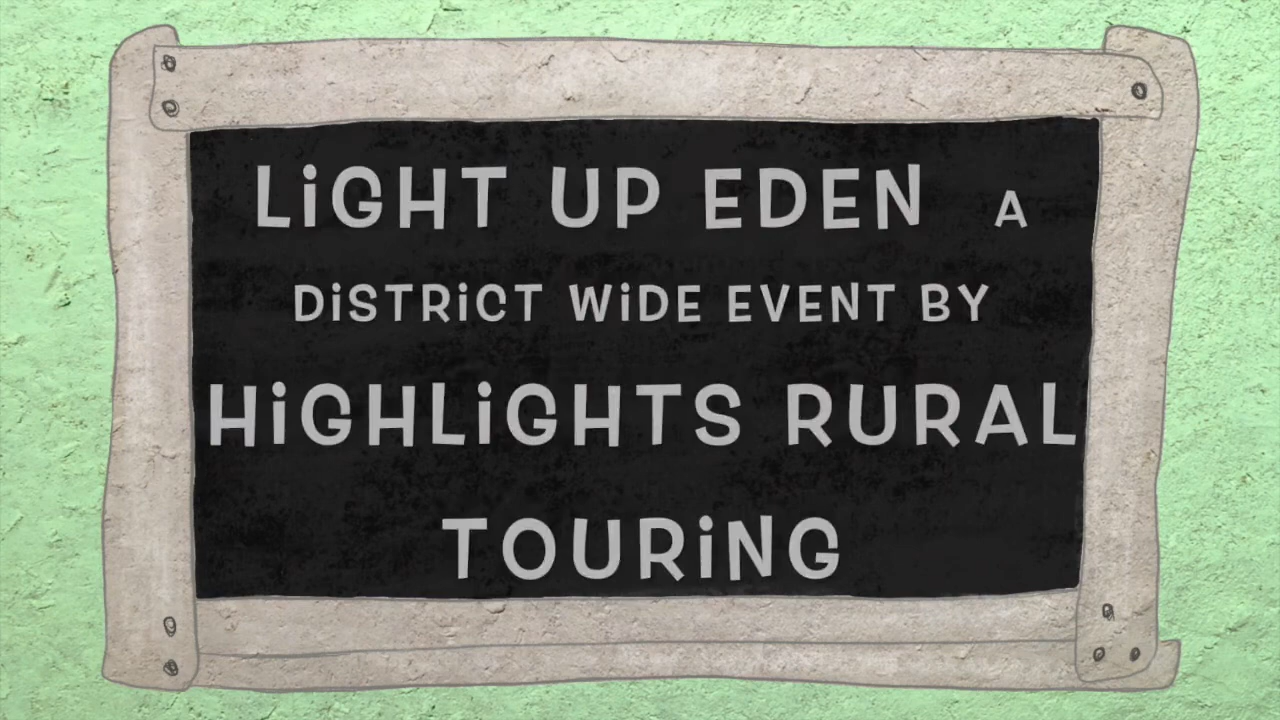 LiGHT UP EDEN A
DiSTRiCT WiDE EVENT BY
HiGHLiGHTS RURAL
TOURiNG